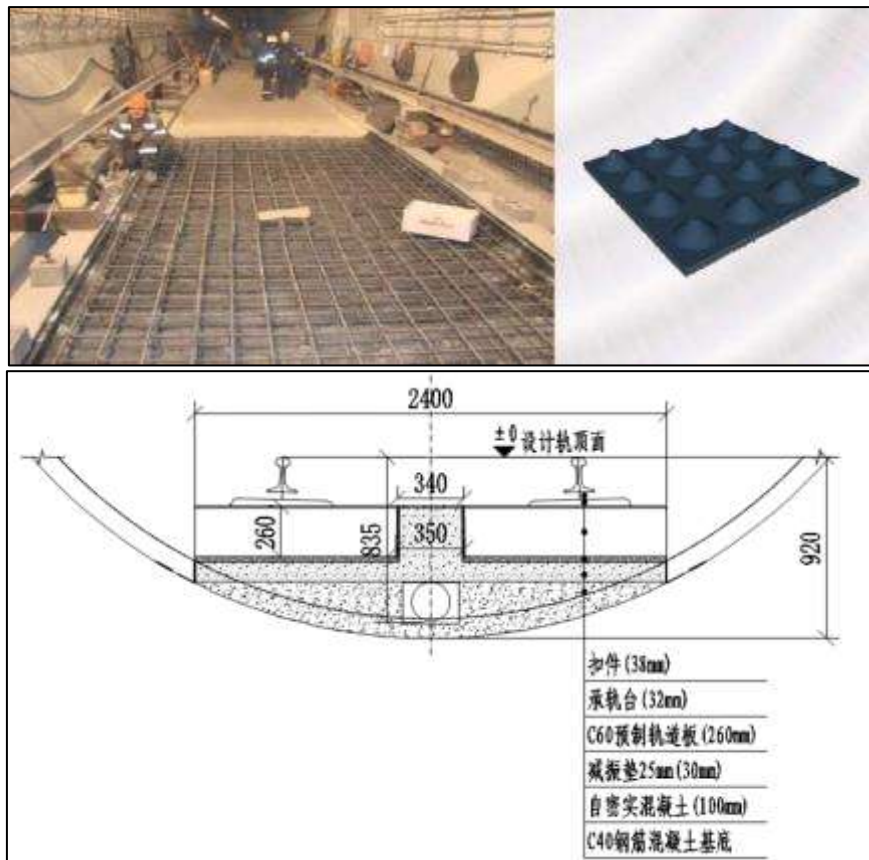 2400
±0 设计轨顶面
340
260
835
350
920
扣件(38mm)
承轨台(32mm)
C60预制轨道板(260mm)
减振垫25mm(30mm)
自密实混凝土(100mm)
C40钢筋混凝土基底